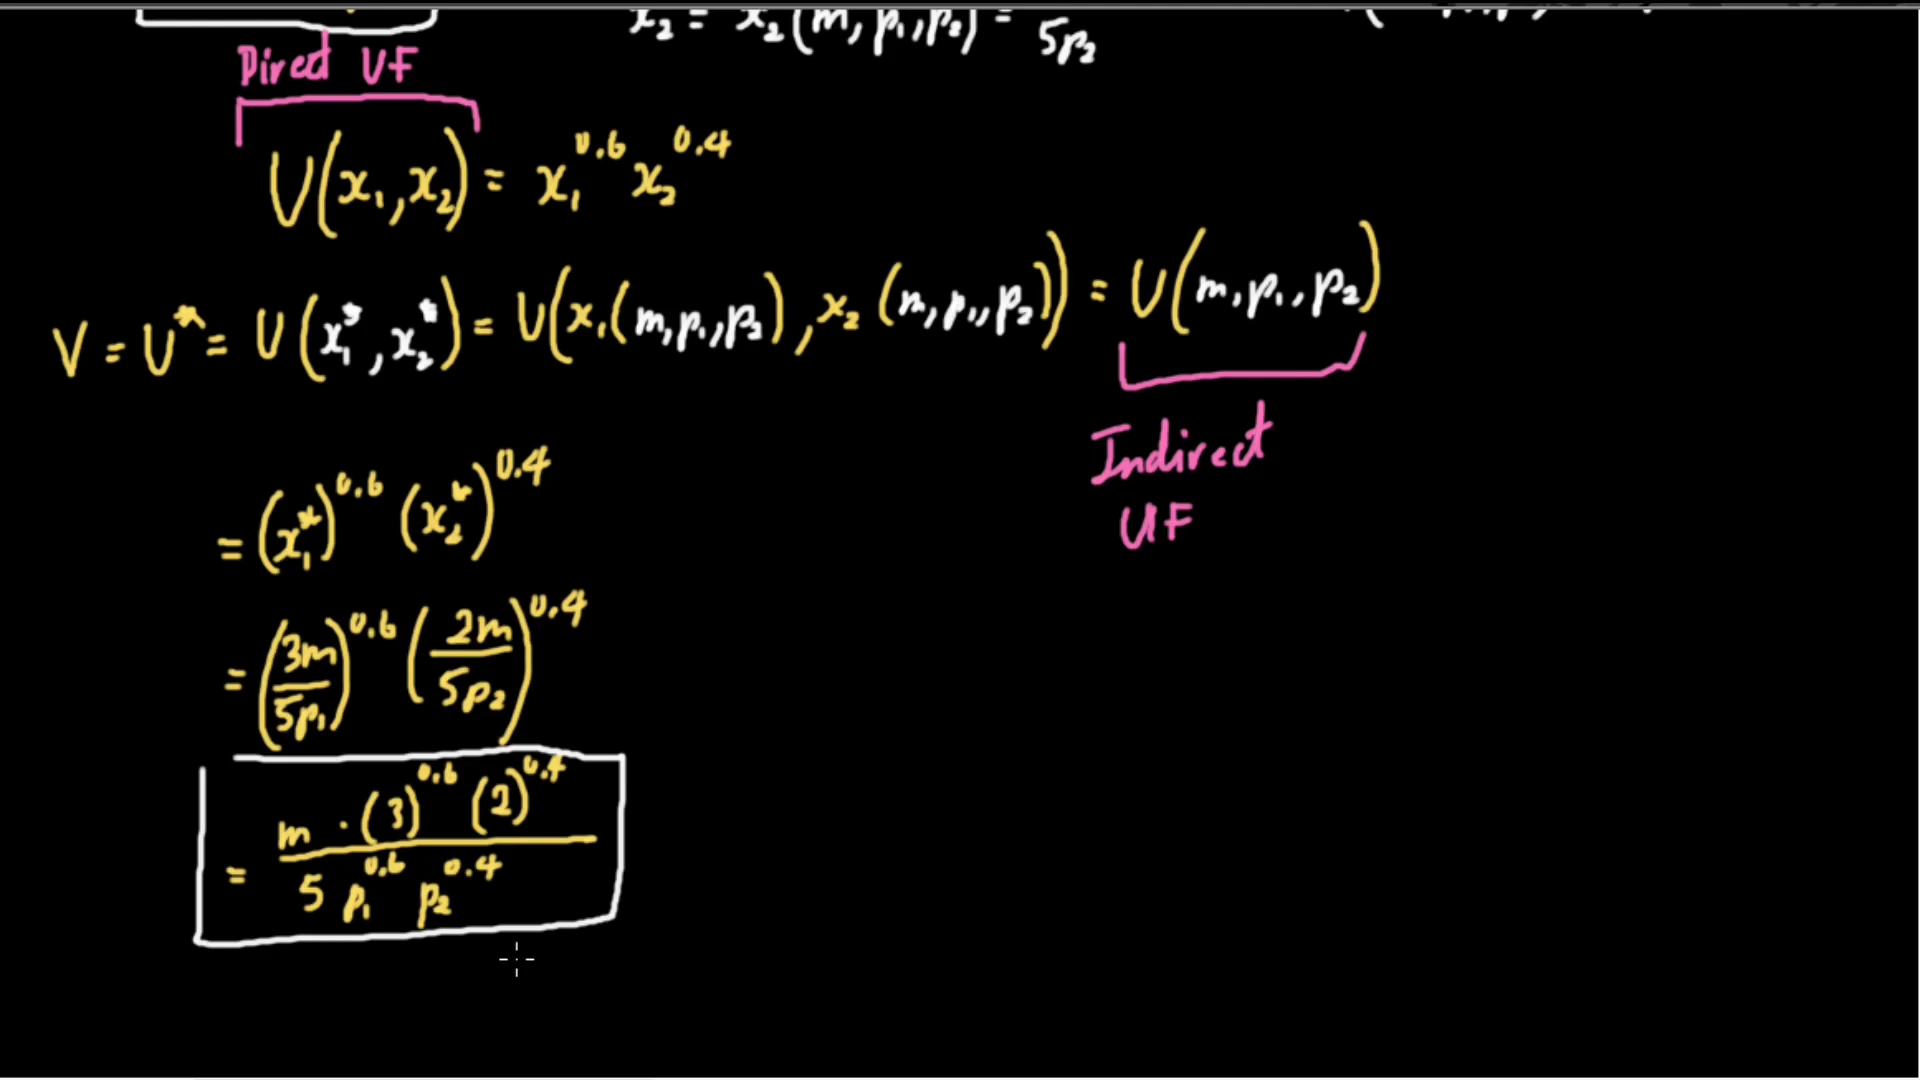 x₂ = x₂(m, p₁, p₂) =
5p₂
Direct UF
U(x₁, x₂) = x₁^0.6 x₂^0.4
V = U* = U(x₁*, x₂*) = U(x₁(m, p₁, p₂), x₂(m, p₁, p₂)) = U(m, p₁, p₂)
Indirect
UF
= (x₁*)^0.6 (x₂*)^0.4
= (3m/5p₁)^0.6 (2m/5p₂)^0.4
= m · (3)^0.6 (2)^0.4 / 5 p₁^0.6 p₂^0.4